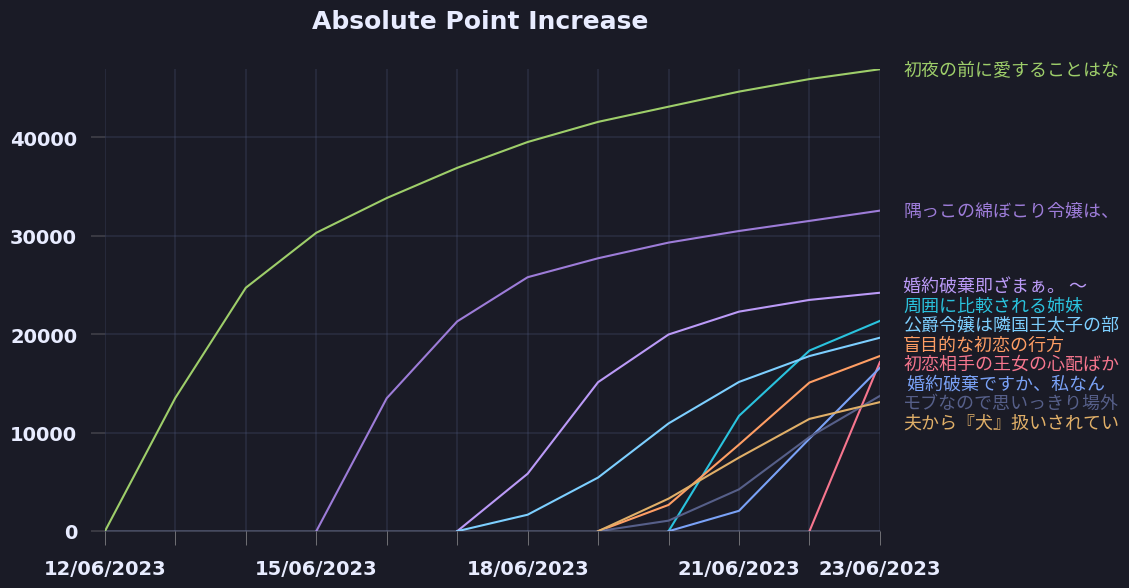 Absolute Point Increase
初夜の前に愛することはな
40000
隅っこの綿ぼこり令嬢は、
30000
婚約破棄即ざまぁ。 〜
周囲に比較される姉妹
公爵令嬢は隣国王太子の部
20000
盲目的な初恋の行方
初恋相手の王女の心配ばか
婚約破棄ですか、私なん
モブなので思いっきり場外
夫から『犬』扱いされてい
10000
0
12/06/2023 15/06/2023 18/06/2023 21/06/2023 23/06/2023